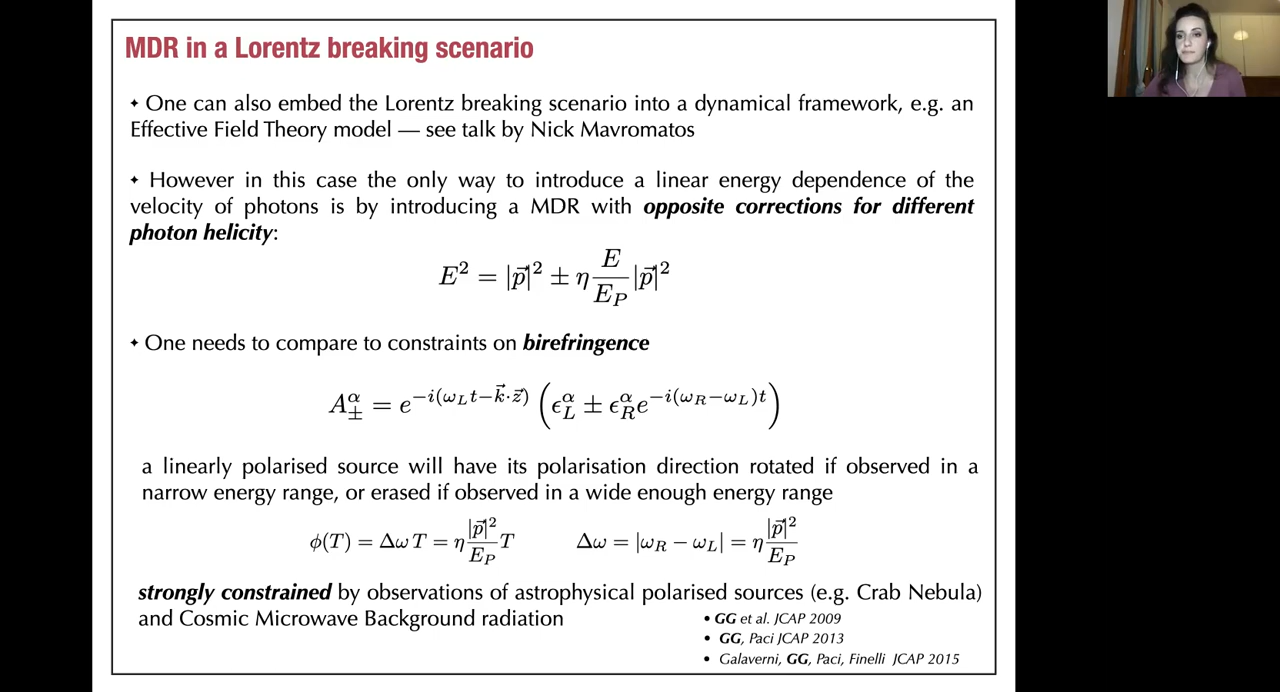 MDR in a Lorentz breaking scenario
✦ One can also embed the Lorentz breaking scenario into a dynamical framework, e.g. an
Effective Field Theory model — see talk by Nick Mavromatos
✦ However in this case the only way to introduce a linear energy dependence of the
velocity of photons is by introducing a MDR with opposite corrections for different
photon helicity:
$E^2 = |\vec{p}|^2 \pm \eta \frac{E}{E_P} |\vec{p}|^2$
✦ One needs to compare to constraints on birefringence
$A^\alpha_\pm = e^{-i(\omega_L t - \vec{k}\cdot\vec{z})} \left( \epsilon^\alpha_L \pm \epsilon^\alpha_R e^{-i(\omega_R - \omega_L)t} \right)$
a linearly polarised source will have its polarisation direction rotated if observed in a
narrow energy range, or erased if observed in a wide enough energy range
$\phi(T) = \Delta\omega\, T = \eta \frac{|\vec{p}|^2}{E_P} T$ $\Delta\omega = |\omega_R - \omega_L| = \eta \frac{|\vec{p}|^2}{E_P}$
strongly constrained by observations of astrophysical polarised sources (e.g. Crab Nebula)
and Cosmic Microwave Background radiation
• GG et al. JCAP 2009
• GG, Paci JCAP 2013
• Galaverni, GG, Paci, Finelli JCAP 2015